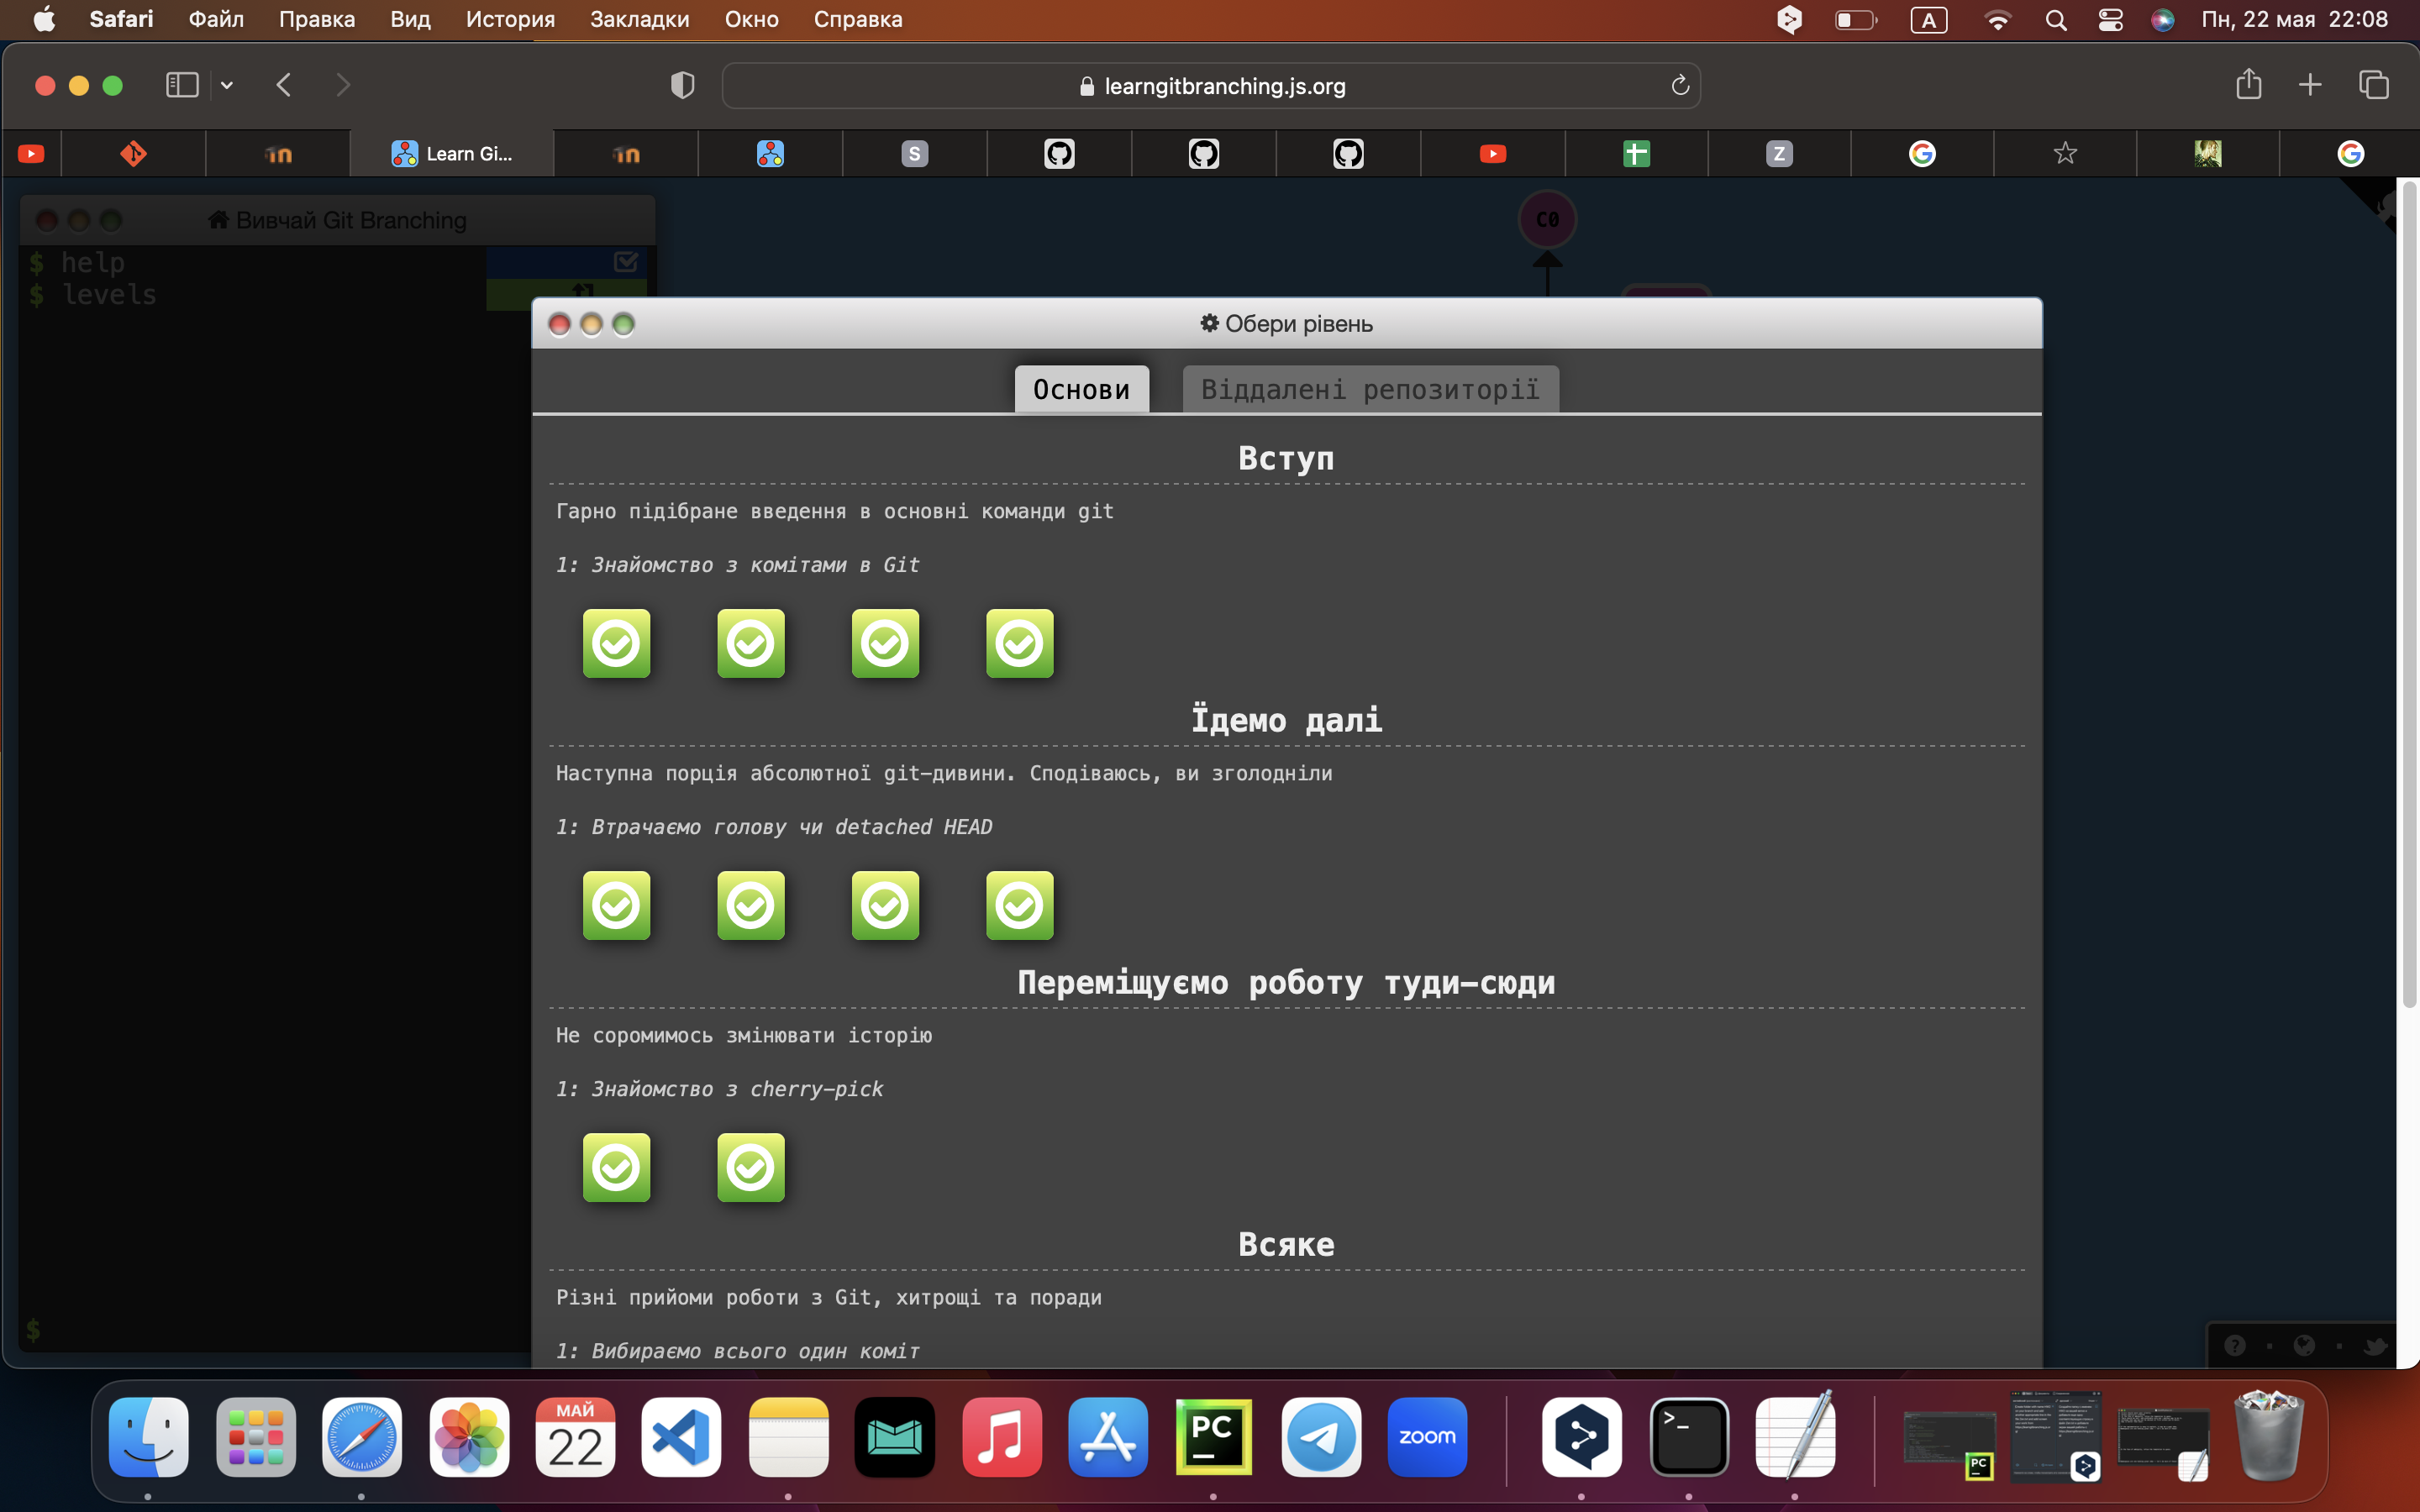 Safari Файл Правка Вид История Закладки Окно Справка A Пн, 22 мая 22:08
learngitbranching.js.org
Learn Gi... S Z
Вивчай Git Branching
$ help
$ levels
C0
Обери рівень
Основи Віддалені репозиторії
Вступ
Гарно підібране введення в основні команди git
1: Знайомство з комітами в Git
Їдемо далі
Наступна порція абсолютної git-дивини. Сподіваюсь, ви зголодніли
1: Втрачаємо голову чи detached HEAD
Переміщуємо роботу туди-сюди
Не соромимось змінювати історію
1: Знайомство з cherry-pick
Всяке
Різні прийоми роботи з Git, хитрощі та поради
1: Вибираємо всього один коміт
$
МАЙ
22
PC
zoom
>_
PC